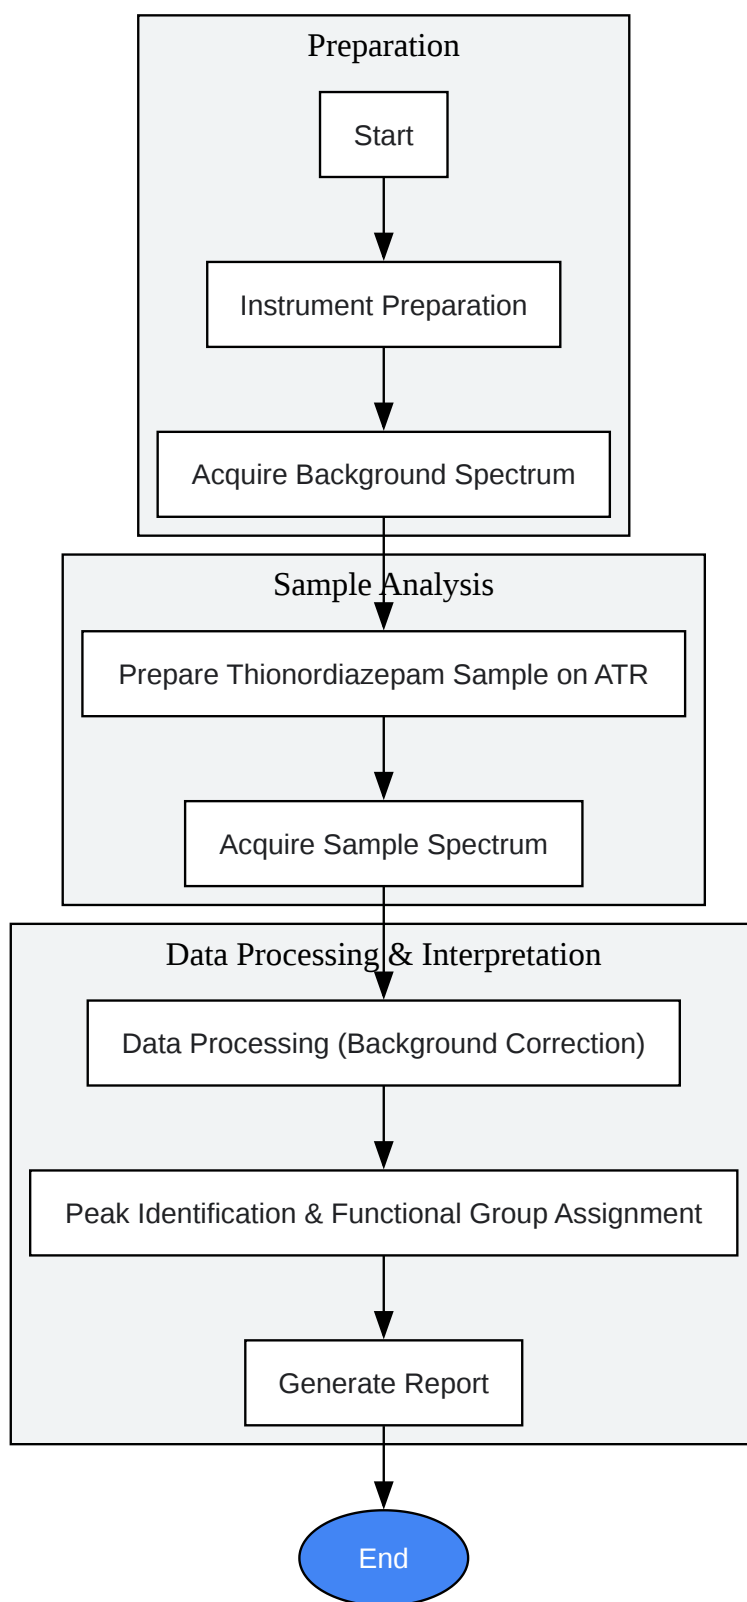 Preparation
Start
Instrument Preparation
Acquire Background Spectrum
Sample Analysis
Prepare Thionordiazepam Sample on ATR
Acquire Sample Spectrum
Data Processing & Interpretation
Data Processing (Background Correction)
Peak Identification & Functional Group Assignment
Generate Report
End